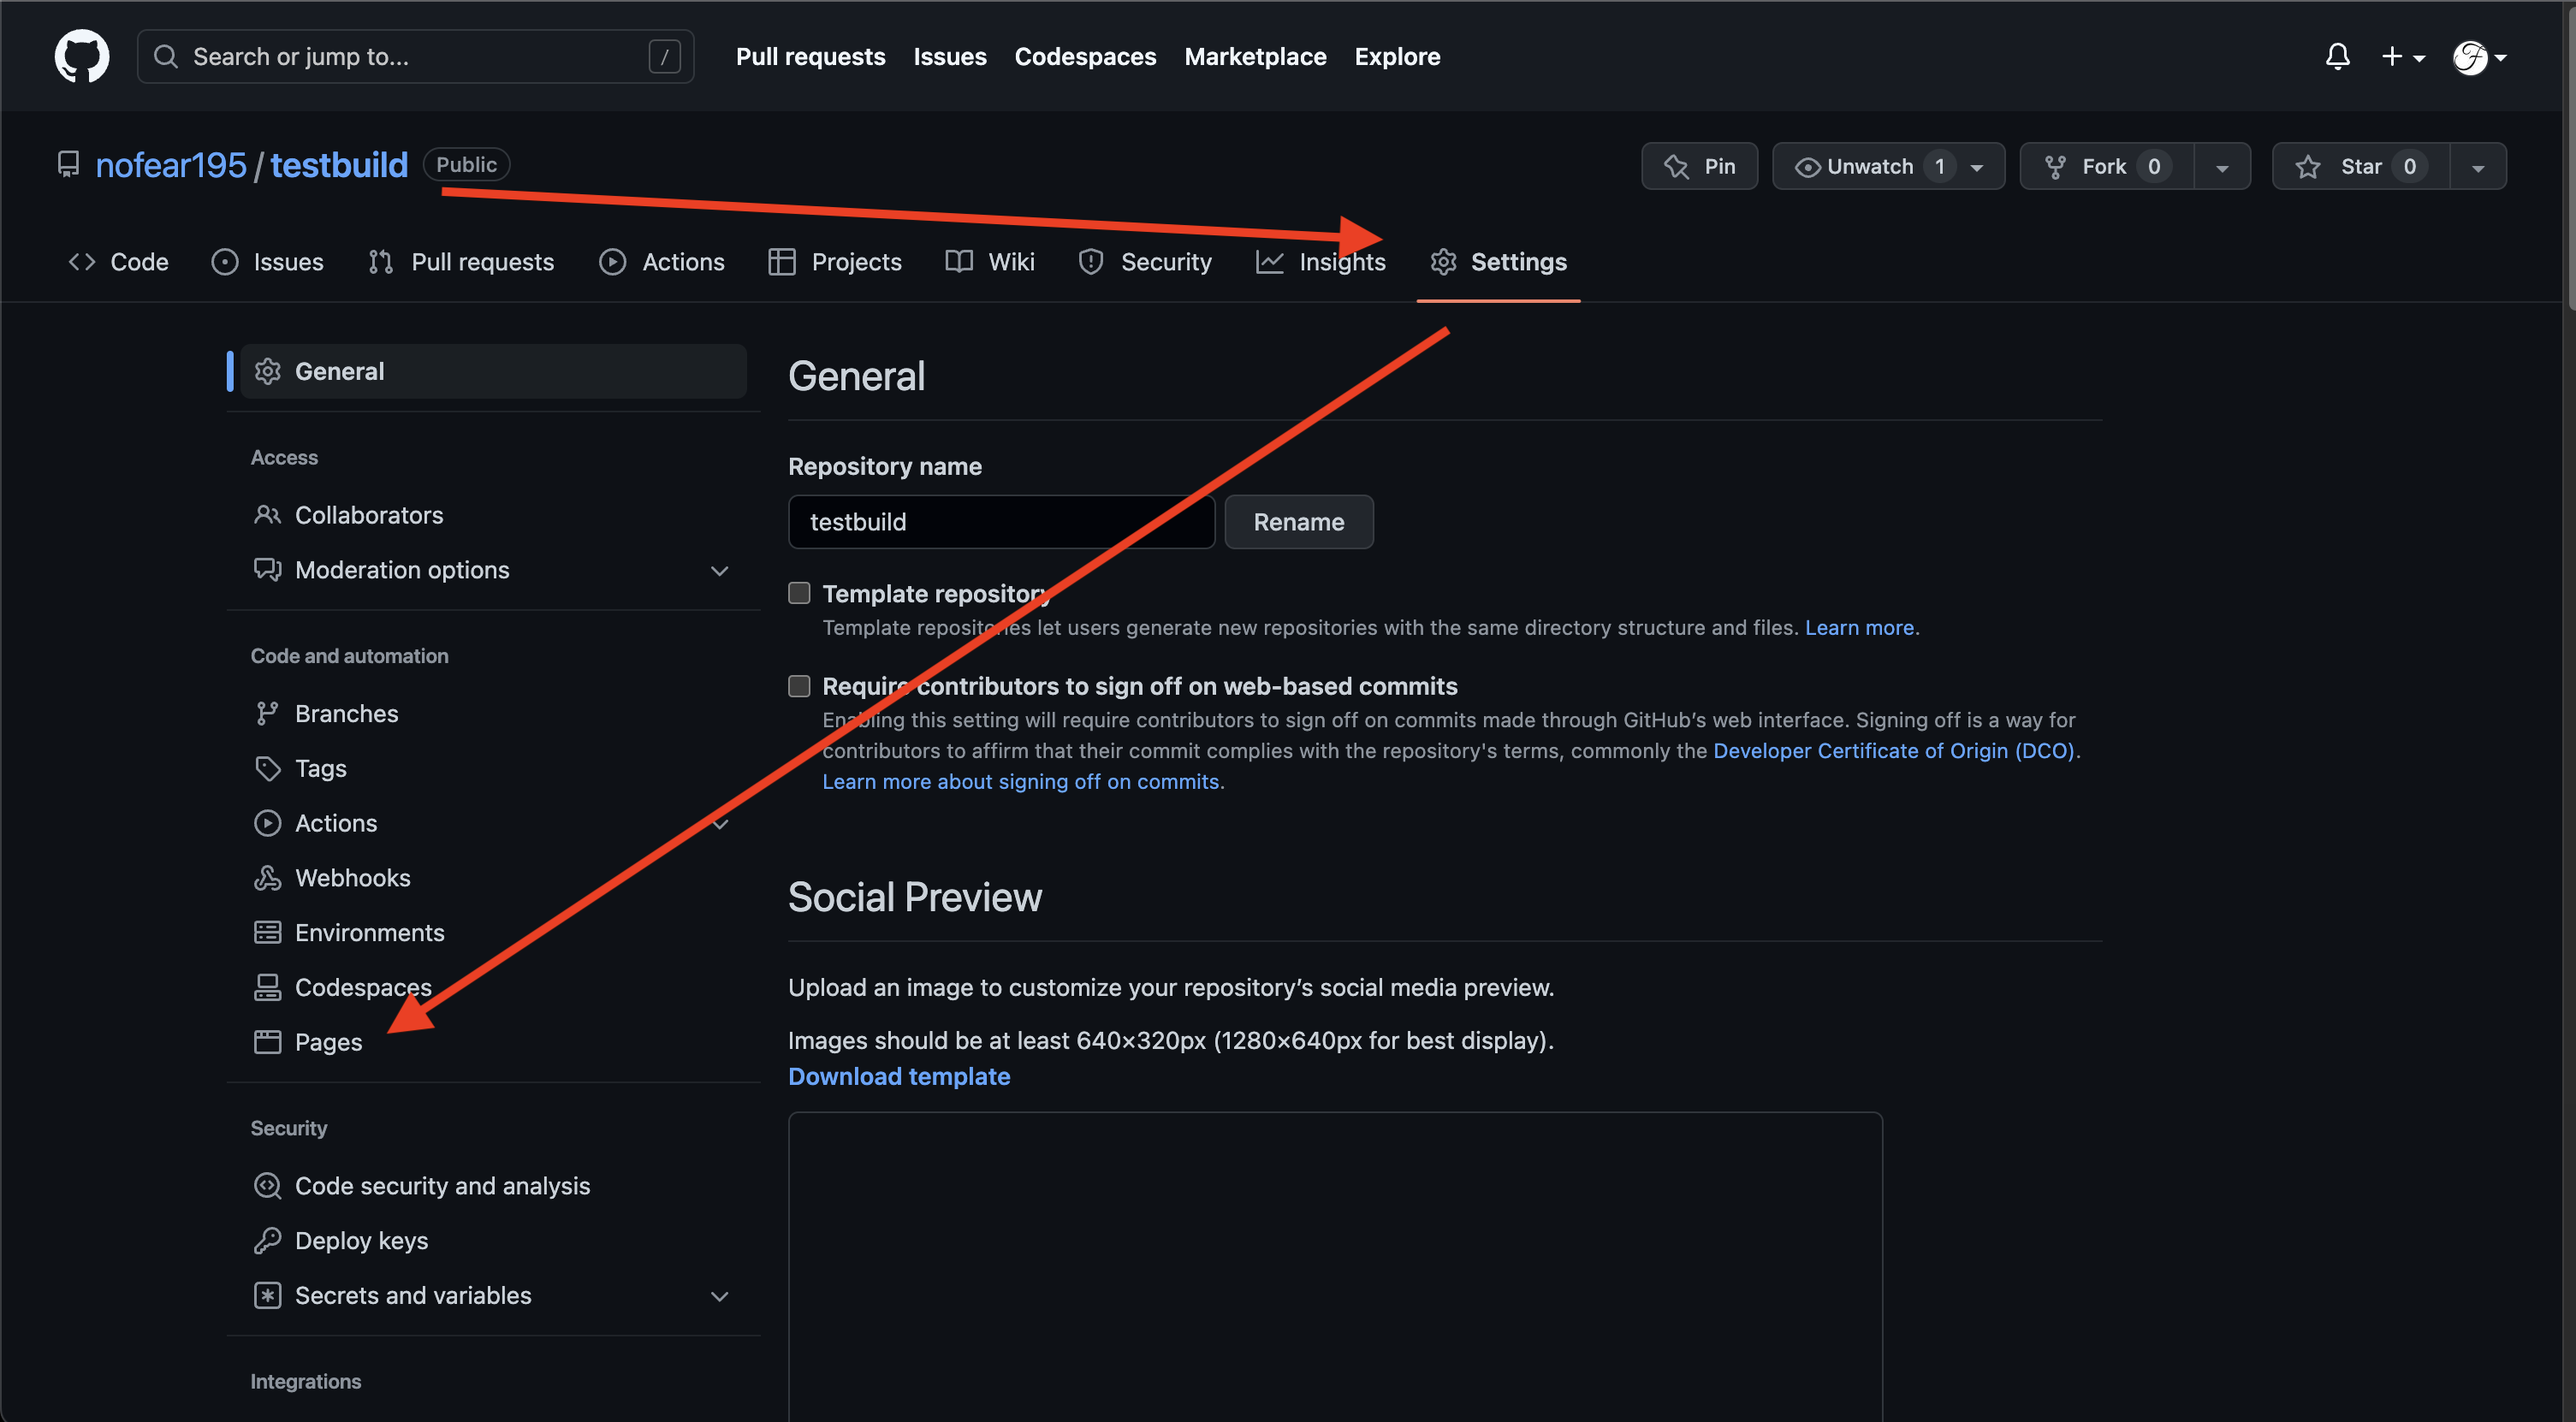 Search or jump to... /
Pull requests Issues Codespaces Marketplace Explore
nofear195 / testbuild Public
Pin Unwatch 1 Fork 0 Star 0
Code Issues Pull requests Actions Projects Wiki Security Insights Settings
General
Access
Collaborators
Moderation options
Code and automation
Branches
Tags
Actions
Webhooks
Environments
Codespaces
Pages
Security
Code security and analysis
Deploy keys
Secrets and variables
Integrations
General
Repository name
testbuild Rename
Template repository
Template repositories let users generate new repositories with the same directory structure and files. Learn more.
Require contributors to sign off on web-based commits
Enabling this setting will require contributors to sign off on commits made through GitHub’s web interface. Signing off is a way for
contributors to affirm that their commit complies with the repository's terms, commonly the Developer Certificate of Origin (DCO).
Learn more about signing off on commits.
Social Preview
Upload an image to customize your repository’s social media preview.
Images should be at least 640×320px (1280×640px for best display).
Download template